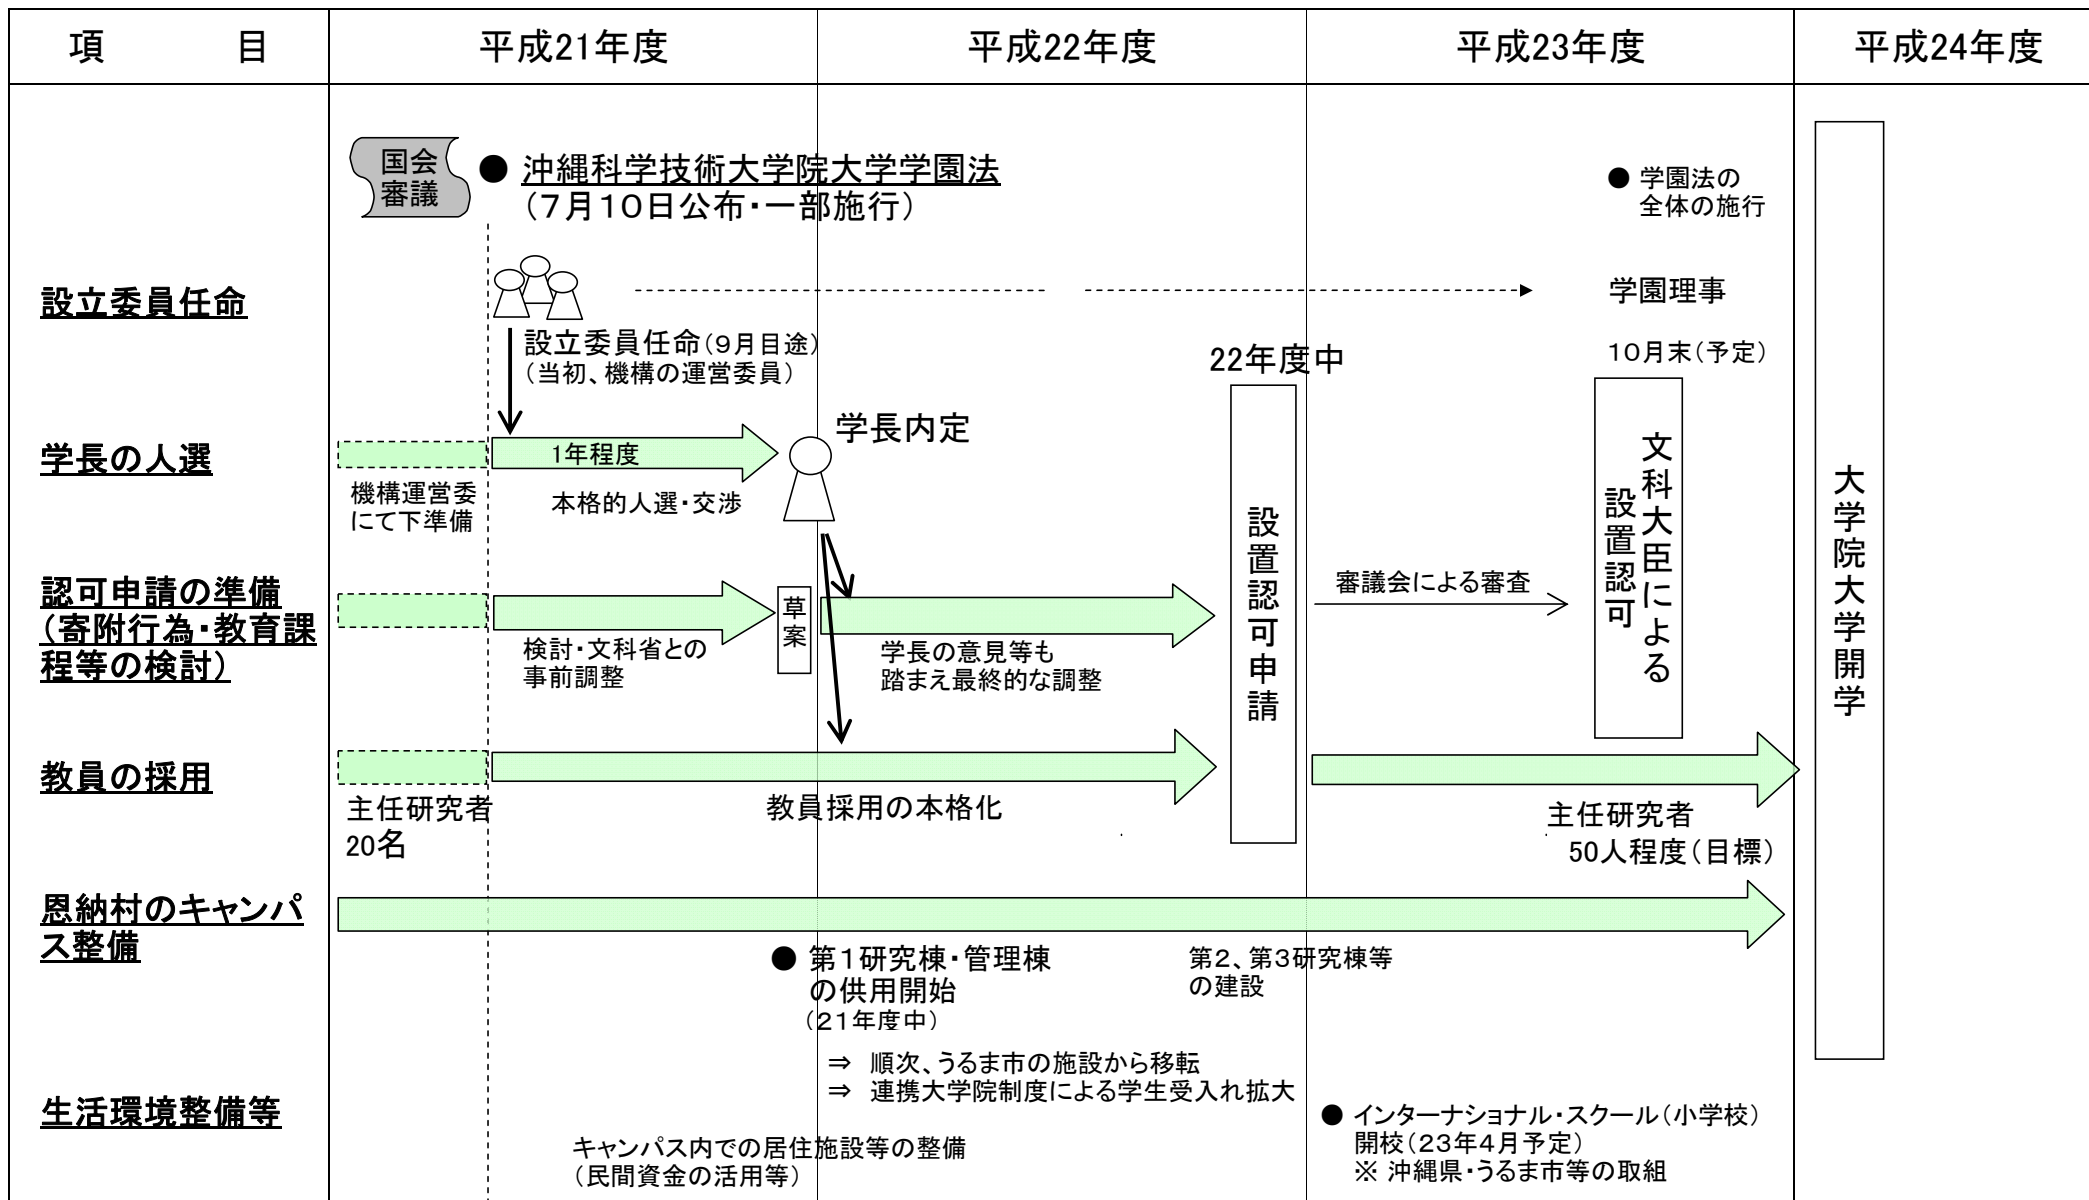 項　目
平成21年度
平成22年度
平成23年度
平成24年度
国会
審議
● 沖縄科学技術大学院大学学園法
（７月１０日公布・一部施行）
● 学園法の
全体の施行
設立委員任命
学園理事
設立委員任命（９月目途）
（当初、機構の運営委員）
22年度中
１０月末（予定）
学長の人選
1年程度
学長内定
機構運営委
にて下準備
本格的人選・交渉
設置認可申請
文科大臣による
設置認可
大学院大学開学
認可申請の準備
（寄附行為・教育課
程等の検討）
草案
検討・文科省との
事前調整
学長の意見等も
踏まえ最終的な調整
審議会による審査
教員の採用
主任研究者
20名
教員採用の本格化
主任研究者
50人程度（目標）
恩納村のキャンパ
ス整備
● 第１研究棟・管理棟
の供用開始
（２１年度中）
第２、第３研究棟等
の建設
⇒ 順次、うるま市の施設から移転
⇒ 連携大学院制度による学生受入れ拡大
生活環境整備等
キャンパス内での居住施設等の整備
（民間資金の活用等）
● インターナショナル・スクール（小学校）
開校（２３年４月予定）
※ 沖縄県・うるま市等の取組